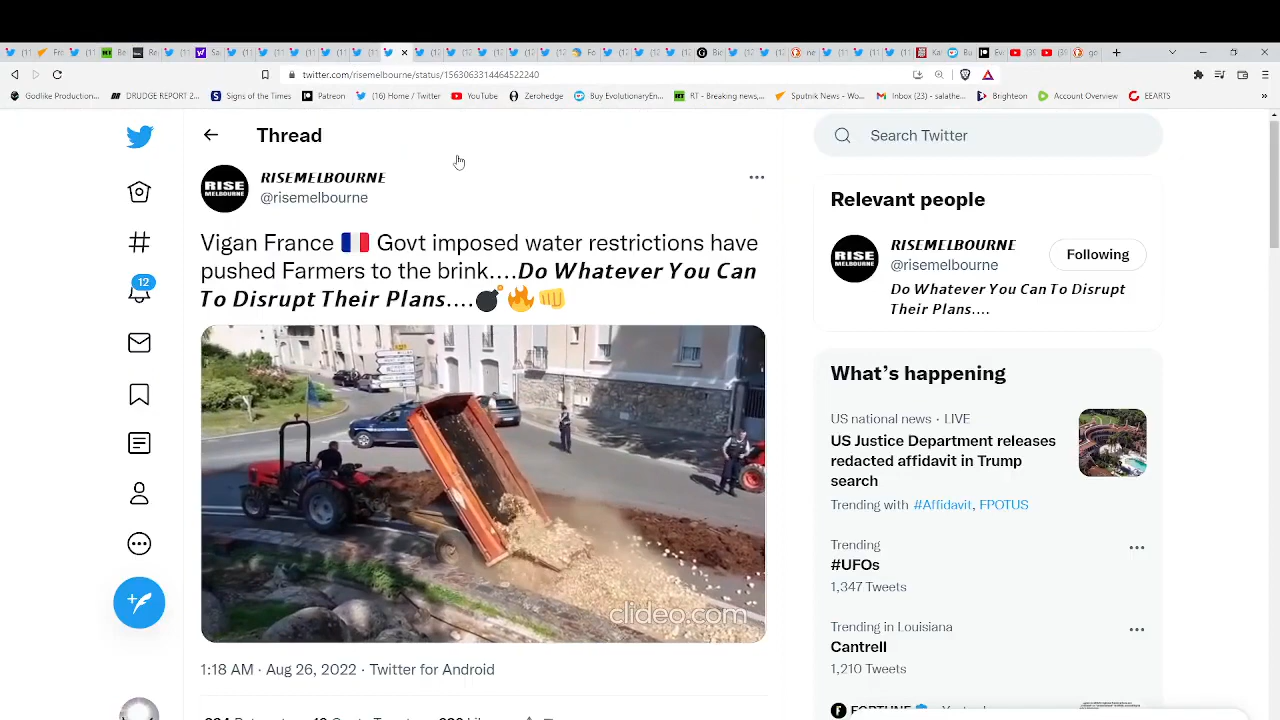 twitter.com/risemelbourne/status/1563063314464522240
Godlike Production...
DRUDGE REPORT 2...
Signs of the Times
Patreon
(16) Home / Twitter
YouTube
Zerohedge
Buy EvolutionaryEn...
RT - Breaking news,...
Sputnik News - Wo...
Inbox (23) - salathe...
Brighteon
Account Overview
EEARTS
Thread
Search Twitter
RISE
MELBOURNE
RISEMELBOURNE
@risemelbourne
Vigan France Govt imposed water restrictions have
pushed Farmers to the brink....Do Whatever You Can
To Disrupt Their Plans....
clideo.com
1:18 AM · Aug 26, 2022 · Twitter for Android
12
Relevant people
RISE
MELBOURNE
RISEMELBOURNE
@risemelbourne
Following
Do Whatever You Can To Disrupt
Their Plans....
What's happening
US national news · LIVE
US Justice Department releases
redacted affidavit in Trump
search
Trending with #Affidavit, FPOTUS
Trending
#UFOs
1,347 Tweets
Trending in Louisiana
Cantrell
1,210 Tweets
FORTUNE